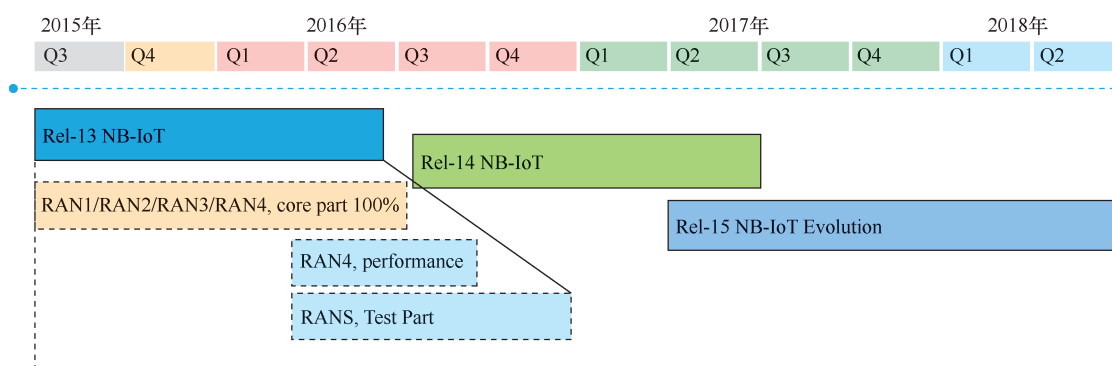 2015年 2016年 2017年 2018年
Q3 Q4 Q1 Q2 Q3 Q4 Q1 Q2 Q3 Q4 Q1 Q2
Rel-13 NB-IoT
Rel-14 NB-IoT
RAN1/RAN2/RAN3/RAN4, core part 100%
Rel-15 NB-IoT Evolution
RAN4, performance
RANS, Test Part